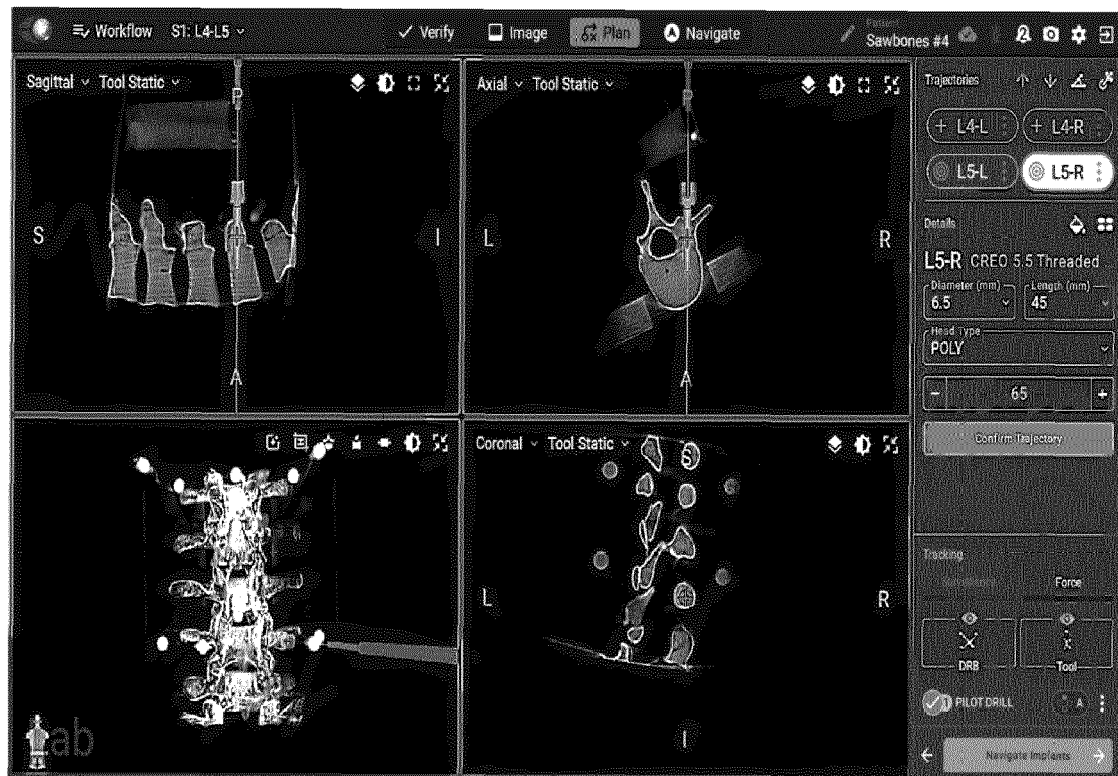 Workflow S1: L4-L5 Verify Image Plan A Navigate Patient Sawbones #4
Sagittal Tool Static
P
S
I
A
Axial Tool Static
L
R
A
Coronal Tool Static
S
L
R
I
ab
Trajectories
+ L4-L + L4-R
L5-L L5-R
Details
L5-R CREO 5.5 Threaded
Diameter (mm) Length (mm)
6.5 45
Head Type
POLY
- 65 +
Confirm Trajectory
Tracking
Force
DRB Tool
PILOT DRILL A
Navigate Implants